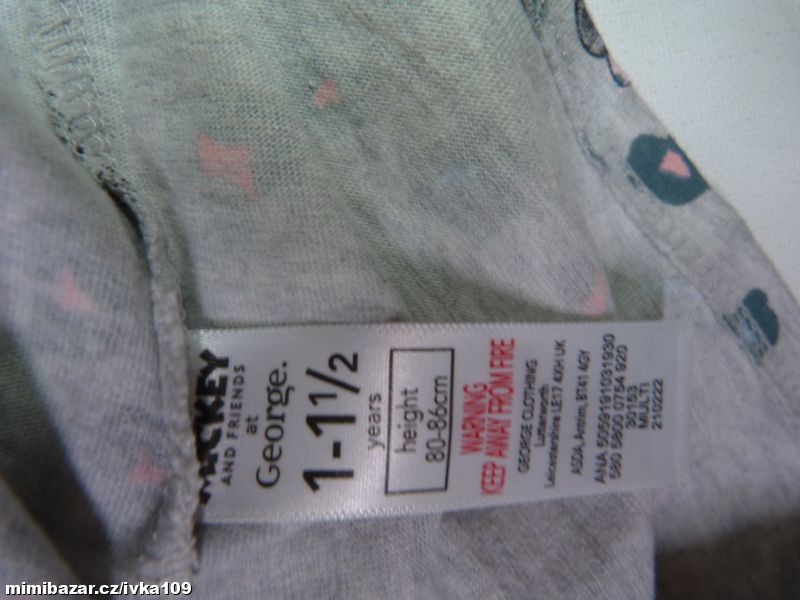 MICKEY
AND FRIENDS
at
George.
1-1½
years
height
80-86cm
WARNING
KEEP AWAY FROM FIRE
GEORGE CLOTHING
Lutterworth
Leicestershire LE17 4XH UK
ASDA, Antrim, BT41 4GY
ANA 5059191031930
580 5800 0754 920
301153
MULTI
210222
mimibazar.cz/ivka109